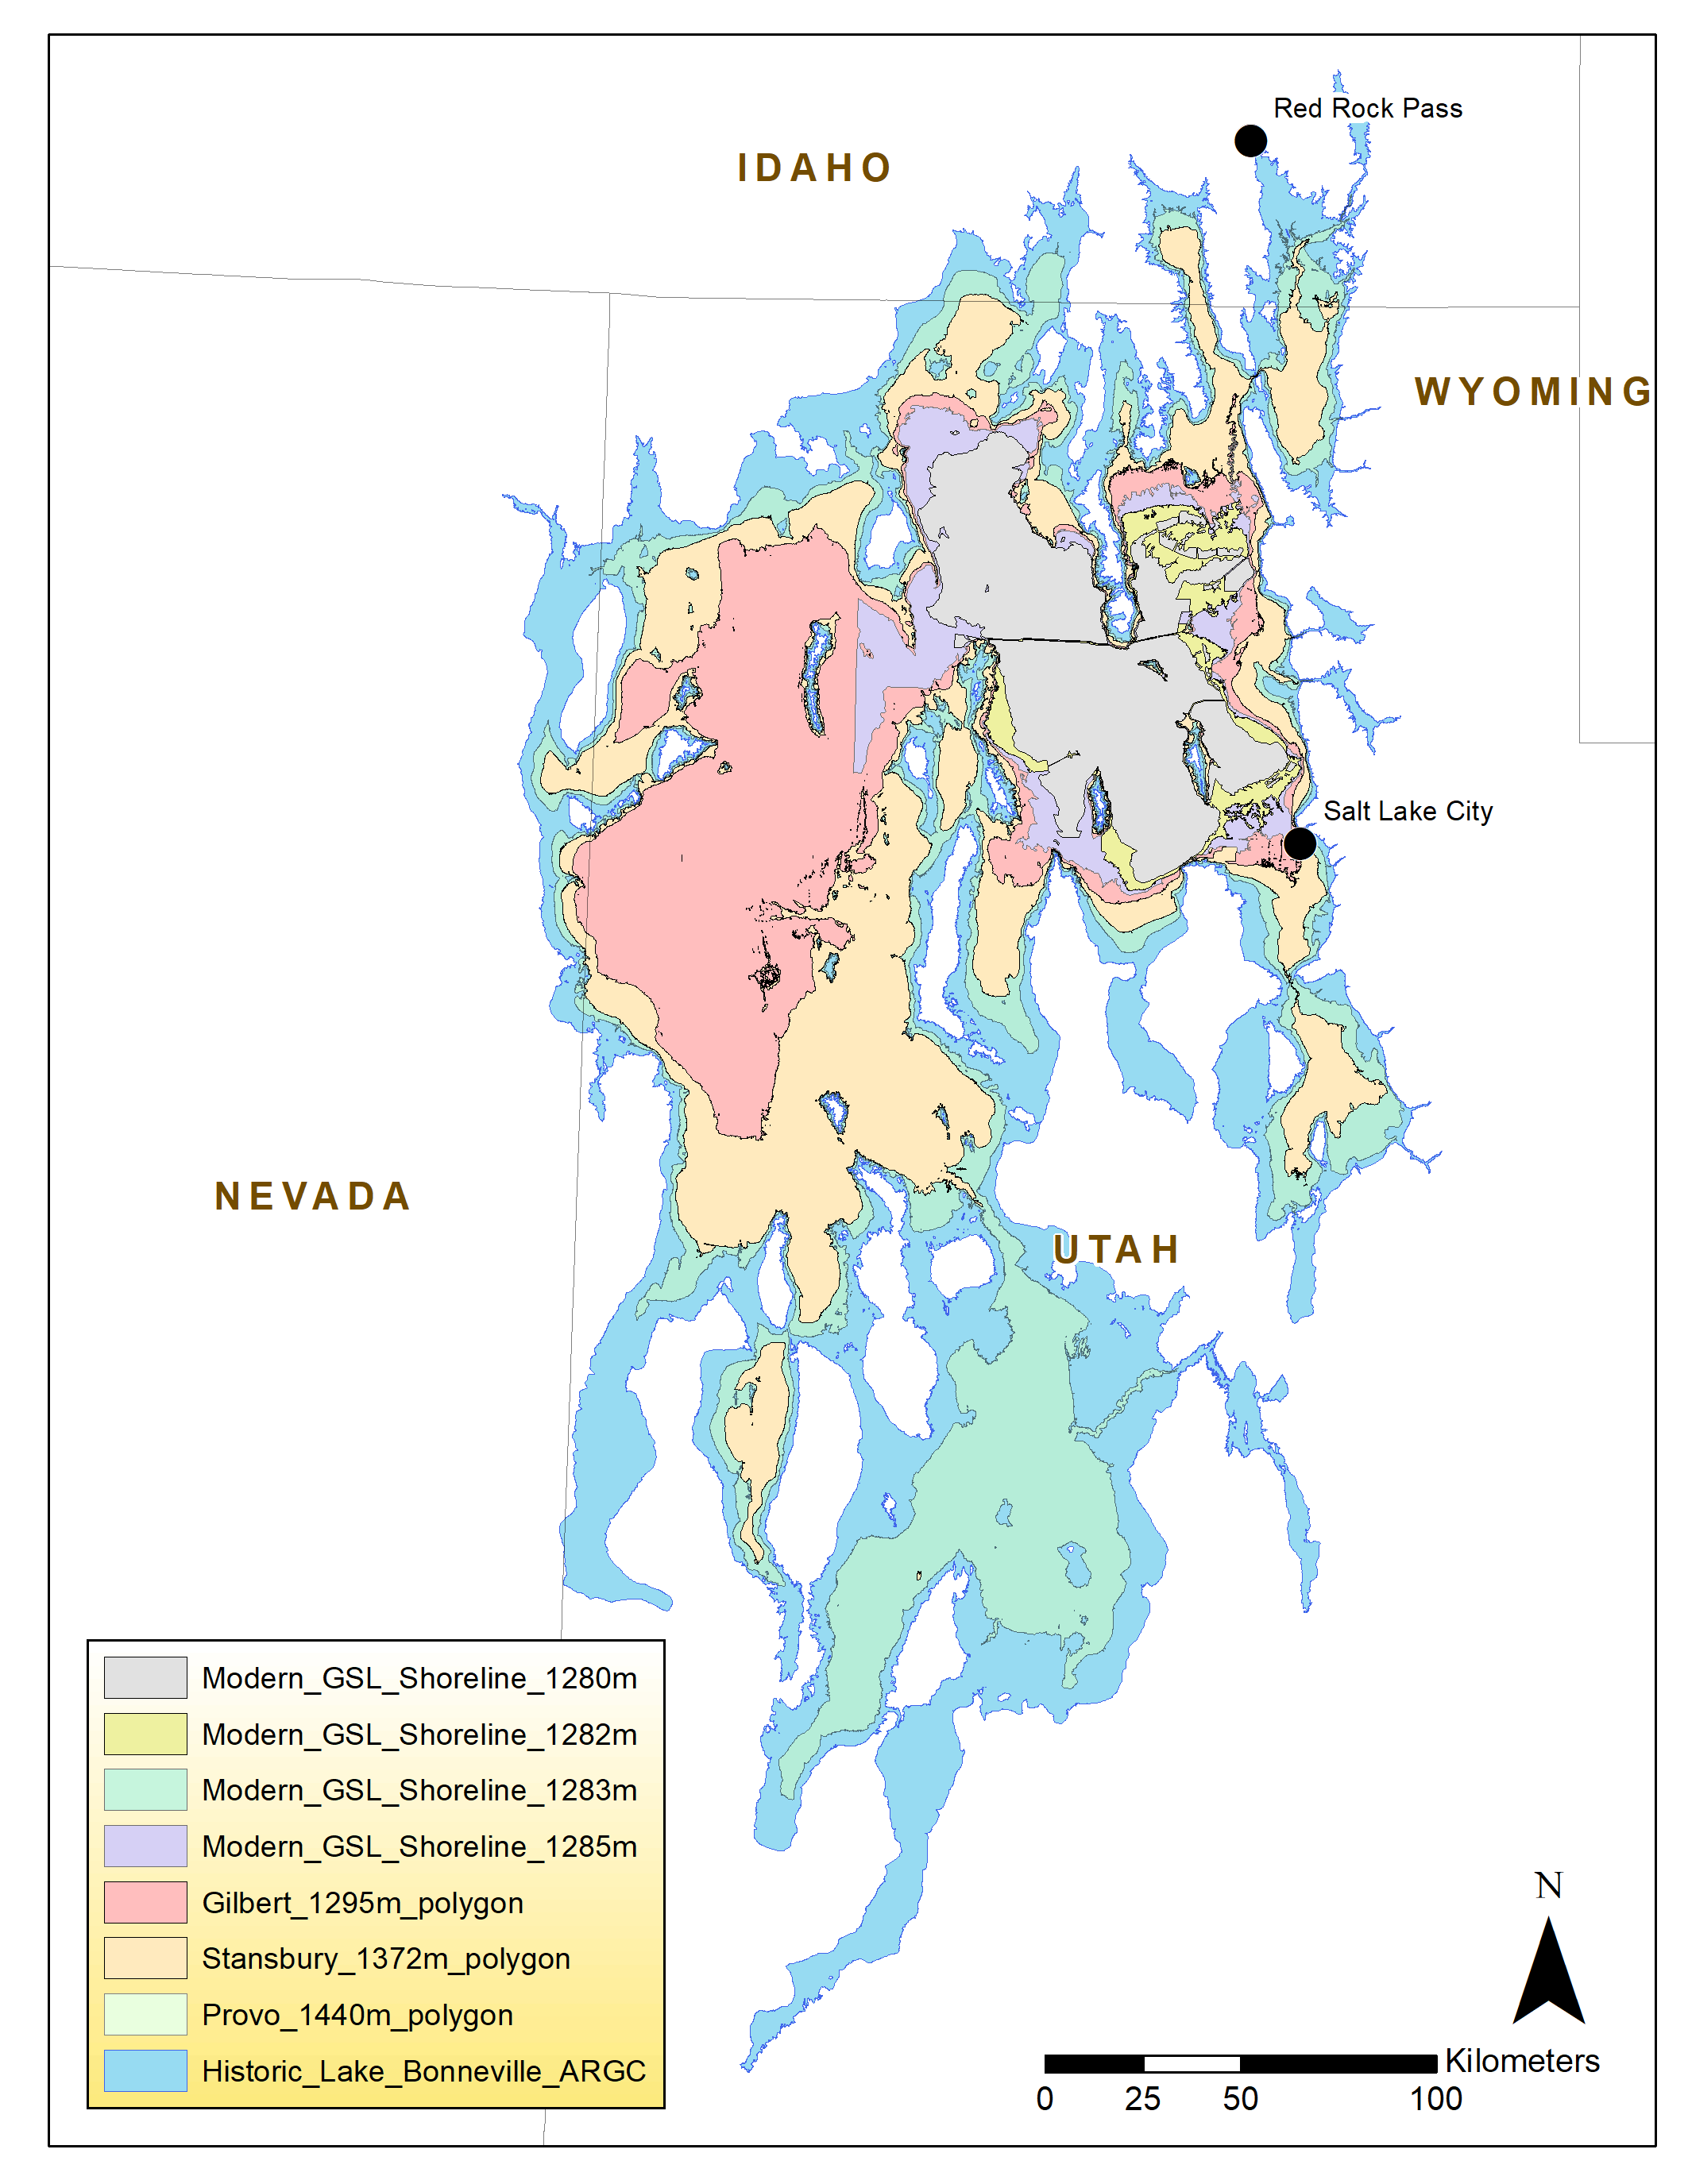 Red Rock Pass
IDAHO
WYOMING
Salt Lake City
NEVADA
UTAH
Modern_GSL_Shoreline_1280m
Modern_GSL_Shoreline_1282m
Modern_GSL_Shoreline_1283m
Modern_GSL_Shoreline_1285m
Gilbert_1295m_polygon
Stansbury_1372m_polygon
Provo_1440m_polygon
Historic_Lake_Bonneville_ARGC
N
Kilometers
0 25 50 100